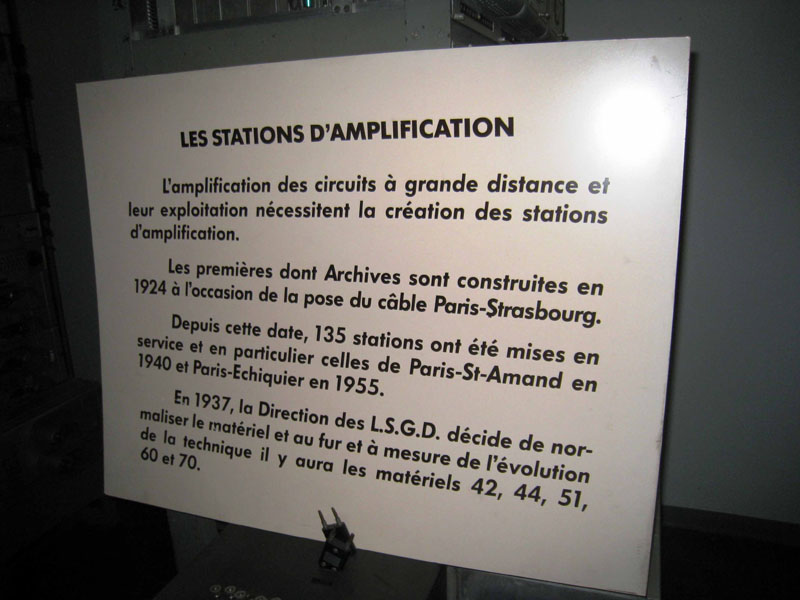 LES STATIONS D'AMPLIFICATION
L'amplification des circuits à grande distance et
leur exploitation nécessitent la création des stations
d'amplification.
Les premières dont Archives sont construites en
1924 à l'occasion de la pose du câble Paris-Strasbourg.
Depuis cette date, 135 stations ont été mises en
service et en particulier celles de Paris-St-Amand en
1940 et Paris-Echiquier en 1955.
En 1937, la Direction des L.S.G.D. décide de nor-
maliser le matériel et au fur et à mesure de l'évolution
de la technique il y aura les matériels 42, 44, 51,
60 et 70.